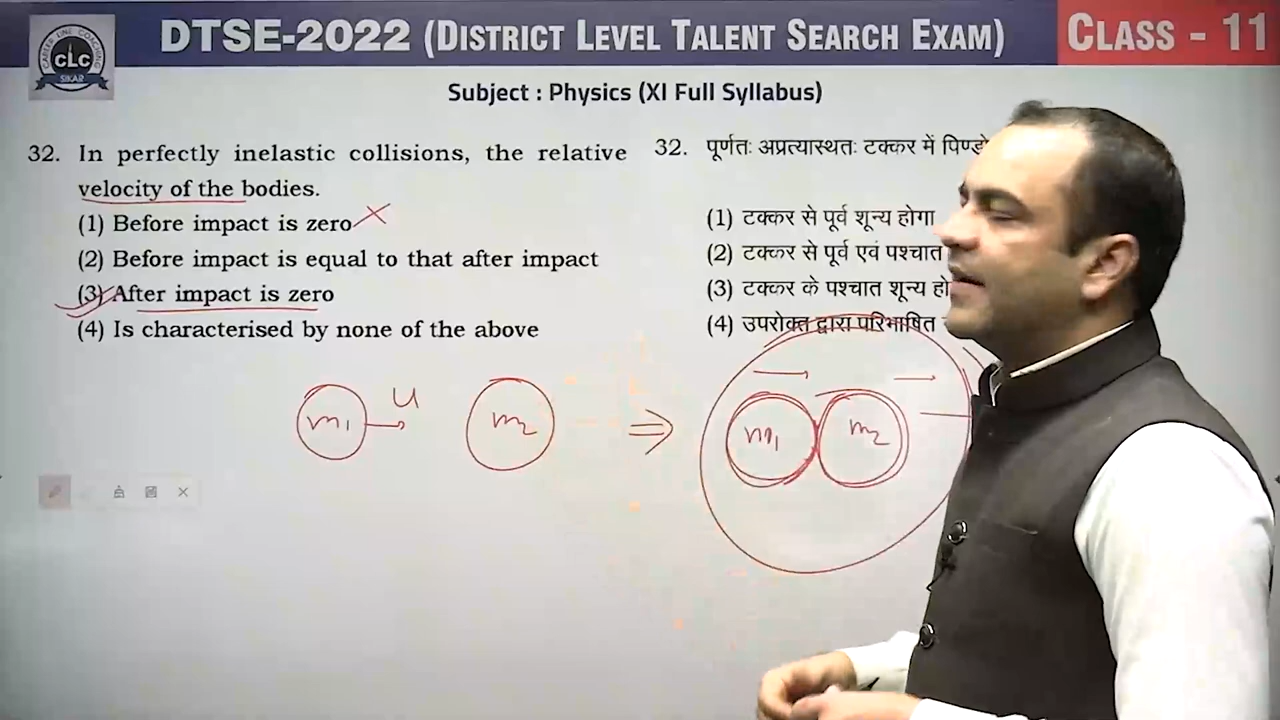 DTSE-2022 (DISTRICT LEVEL TALENT SEARCH EXAM)
CLASS - 11
CAREER LINE COACHING
CLC
SIKAR
Subject : Physics (XI Full Syllabus)
32. In perfectly inelastic collisions, the relative
velocity of the bodies.
(1) Before impact is zero
(2) Before impact is equal to that after impact
(3) After impact is zero
(4) Is characterised by none of the above
32. पूर्णतः अप्रत्यास्थतः टक्कर में
(1) टक्कर से पूर्व शून्य होगा
(2) टक्कर से पूर्व एवं पश्चात
(3) टक्कर के पश्चात शून्य
(4) उपरोक्त द्वारा परिभाषित
m1 u m2 ⇒ m1 m2